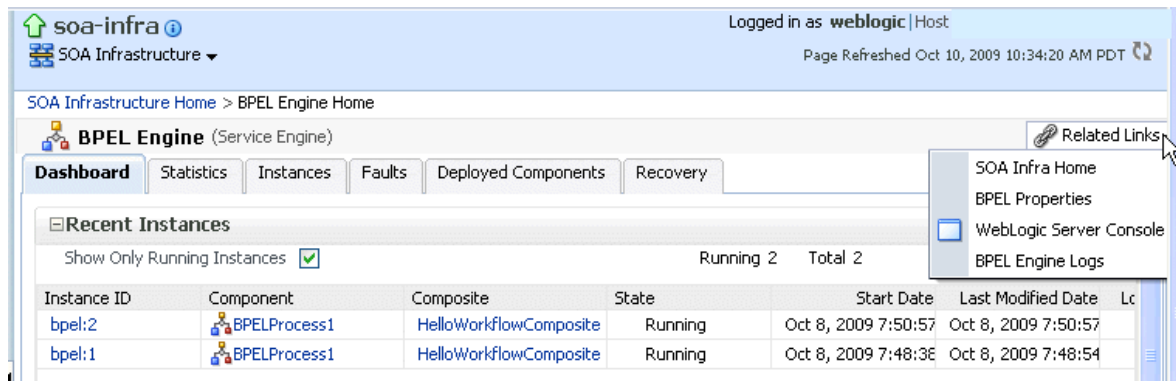 soa-infra
Logged in as weblogic|Host
SOA Infrastructure
Page Refreshed Oct 10, 2009 10:34:20 AM PDT
SOA Infrastructure Home > BPEL Engine Home
BPEL Engine (Service Engine)
Related Links
Dashboard Statistics Instances Faults Deployed Components Recovery
SOA Infra Home
BPEL Properties
WebLogic Server Console
BPEL Engine Logs
Recent Instances
Show Only Running Instances Running 2 Total 2
Instance ID Component Composite State Start Date Last Modified Date
bpel:2 BPELProcess1 HelloWorkflowComposite Running Oct 8, 2009 7:50:57 Oct 8, 2009 7:50:57
bpel:1 BPELProcess1 HelloWorkflowComposite Running Oct 8, 2009 7:48:38 Oct 8, 2009 7:48:54